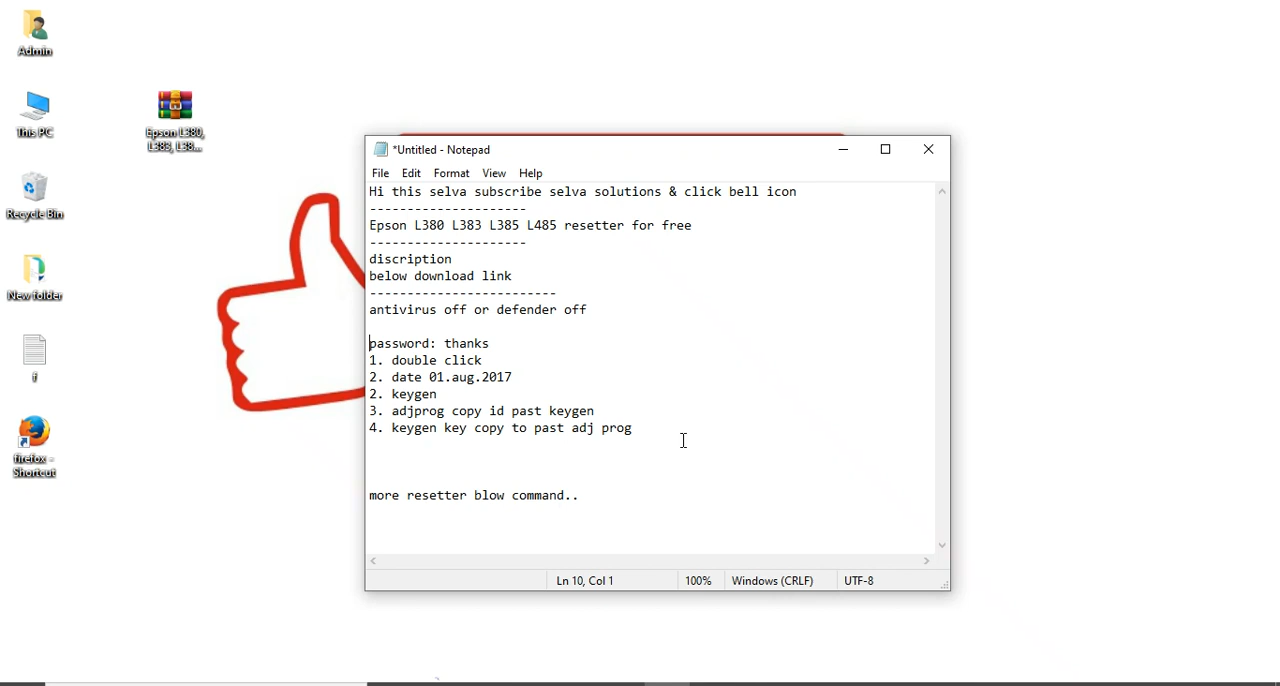 Admin
This PC
Epson L380,
L383, L38...
Recycle Bin
New folder
firefox -
Shortcut
*Untitled - Notepad
File Edit Format View Help
Hi this selva subscribe selva solutions & click bell icon
---------------------
Epson L380 L383 L385 L485 resetter for free
---------------------
discription
below download link
-------------------------
antivirus off or defender off
password: thanks
1. double click
2. date 01.aug.2017
2. keygen
3. adjprog copy id past keygen
4. keygen key copy to past adj prog
more resetter blow command..
Ln 10, Col 1 100% Windows (CRLF) UTF-8